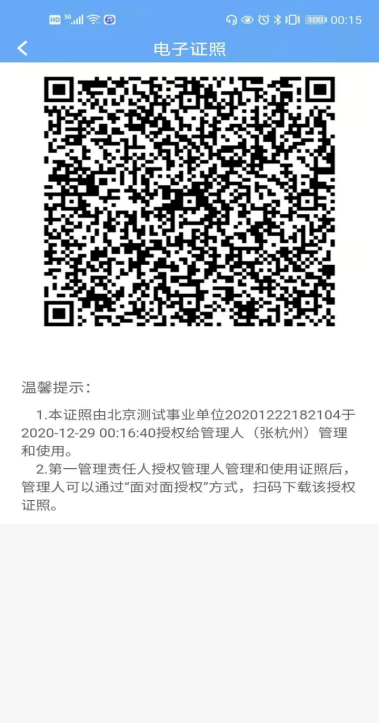 HD 5G 100 00:15
电子证照
温馨提示：
1.本证照由北京测试事业单位20201222182104于
2020-12-29 00:16:40授权给管理人（张杭州）管理
和使用。
2.第一管理责任人授权管理人管理和使用证照后，
管理人可以通过“面对面授权”方式，扫码下载该授权
证照。